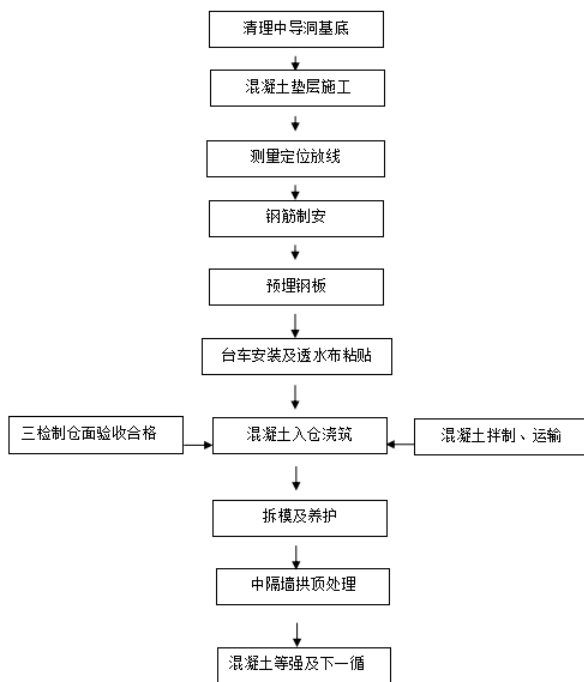 清理中导洞基底
混凝土垫层施工
测量定位放线
钢筋制安
预埋钢板
台车安装及透水布粘贴
三检制仓面验收合格
混凝土入仓浇筑
混凝土拌制、运输
拆模及养护
中隔墙拱顶处理
混凝土等强及下一循